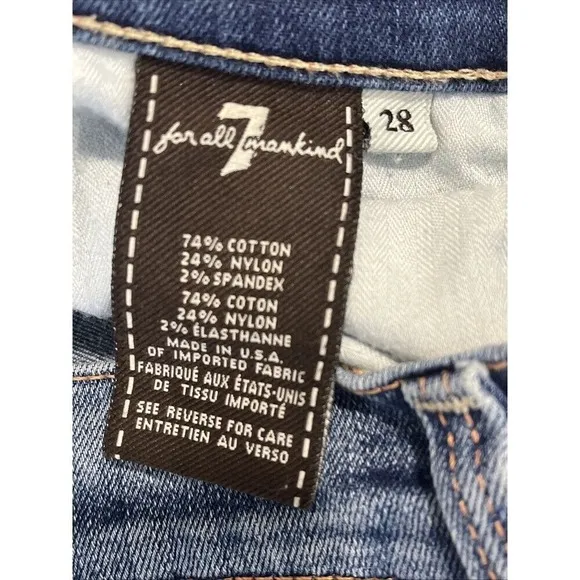 for all 7 mankind
28
74% COTTON
24% NYLON
2% SPANDEX
74% COTON
24% NYLON
2% ÉLASTHANNE
MADE IN U.S.A.
OF IMPORTED FABRIC
FABRIQUÉ AUX ÉTATS-UNIS
DE TISSU IMPORTÉ
SEE REVERSE FOR CARE
ENTRETIEN AU VERSO